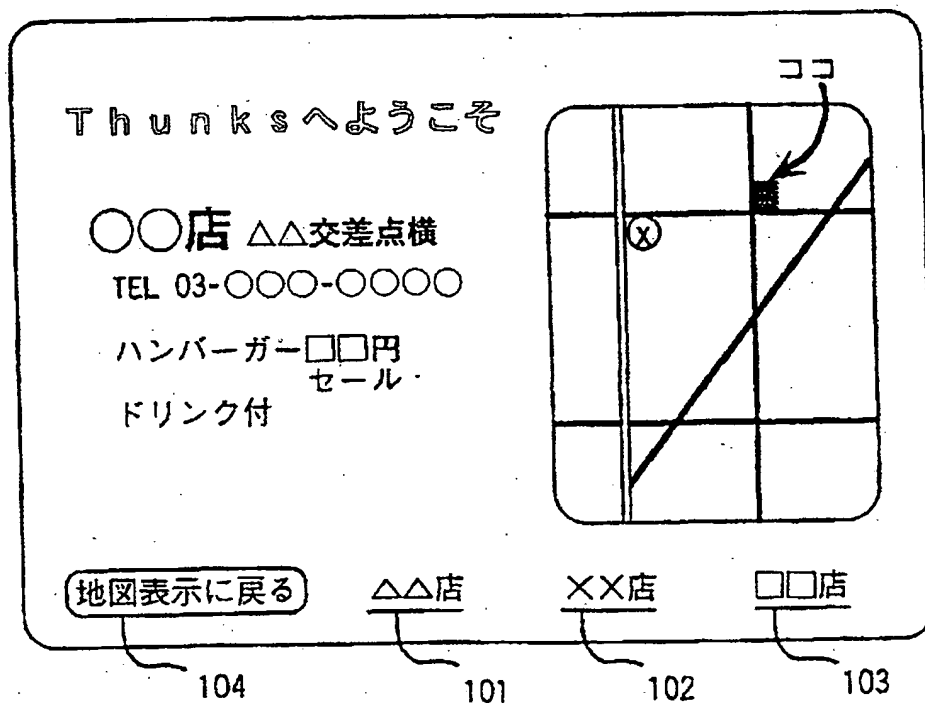 ココ
Thunksへようこそ
○○店 △△交差点横
TEL 03-○○○-○○○○
ハンバーガー□□円
セール
ドリンク付
X
地図表示に戻る
△△店
××店
□□店
104
101
102
103